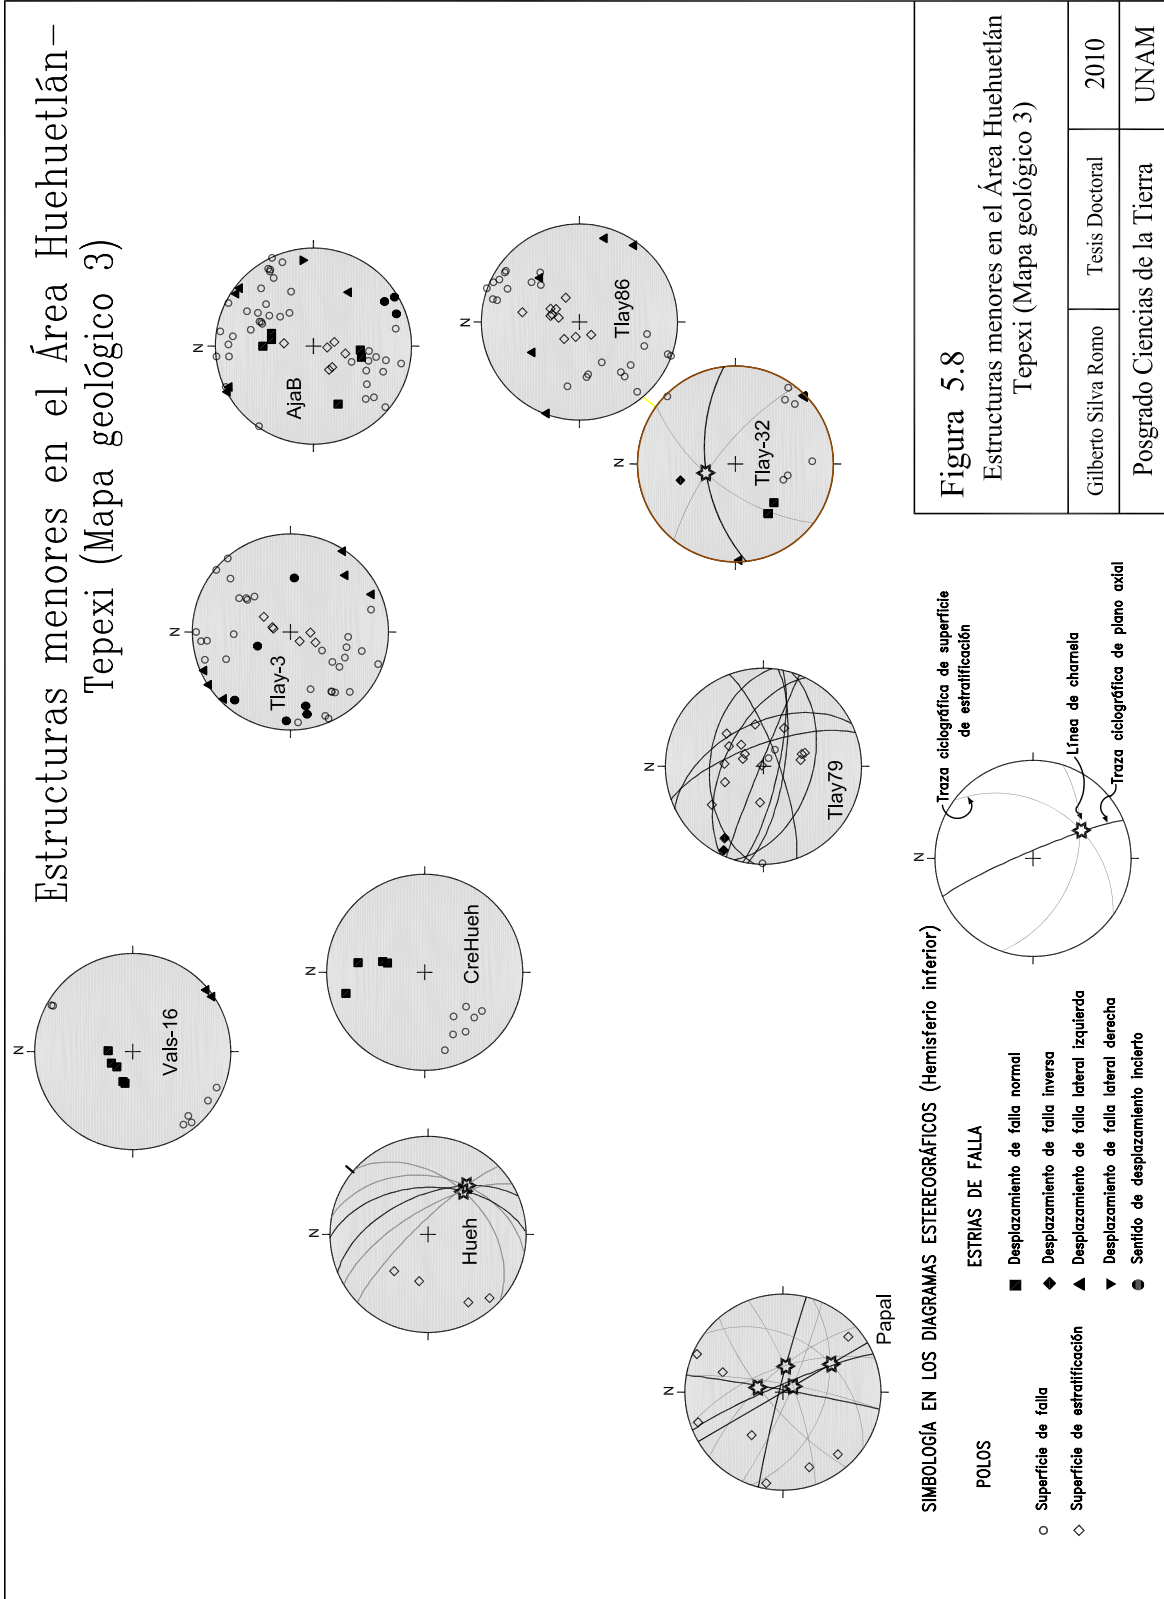 Estructuras menores en el Área Huehuetlán-
Tepexi (Mapa geológico 3)
N
Vals-16
N
CreHueh
N
Hueh
N
Tlay-3
N
AjaB
N
Tlay86
N
Tlay-32
N
Tlay79
N
Papal
SIMBOLOGÍA EN LOS DIAGRAMAS ESTEREOGRÁFICOS (Hemisferio inferior)
POLOS
Superficie de falla
Superficie de estratificación
ESTRIAS DE FALLA
Desplazamiento de falla normal
Desplazamiento de falla inversa
Desplazamiento de falla lateral izquierda
Desplazamiento de falla lateral derecha
Sentido de desplazamiento incierto
N
Traza ciclográfica de superficie
de estratificación
Línea de charnela
Traza ciclográfica de plano axial
Figura 5.8
Estructuras menores en el Área Huehuetlán
Tepexi (Mapa geológico 3)
Gilberto Silva Romo
Tesis Doctoral
2010
Posgrado Ciencias de la Tierra
UNAM